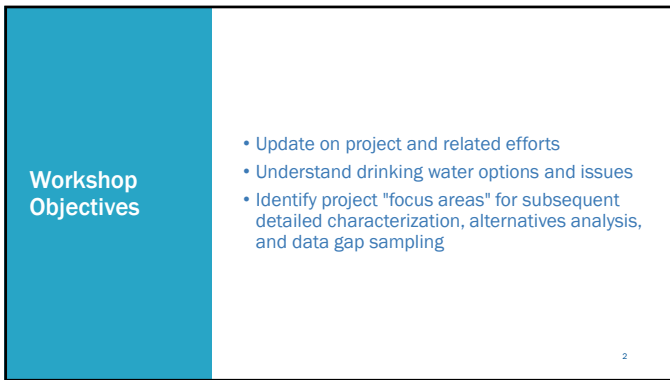 Workshop
Objectives
• Update on project and related efforts
• Understand drinking water options and issues
• Identify project "focus areas" for subsequent
detailed characterization, alternatives analysis,
and data gap sampling
2